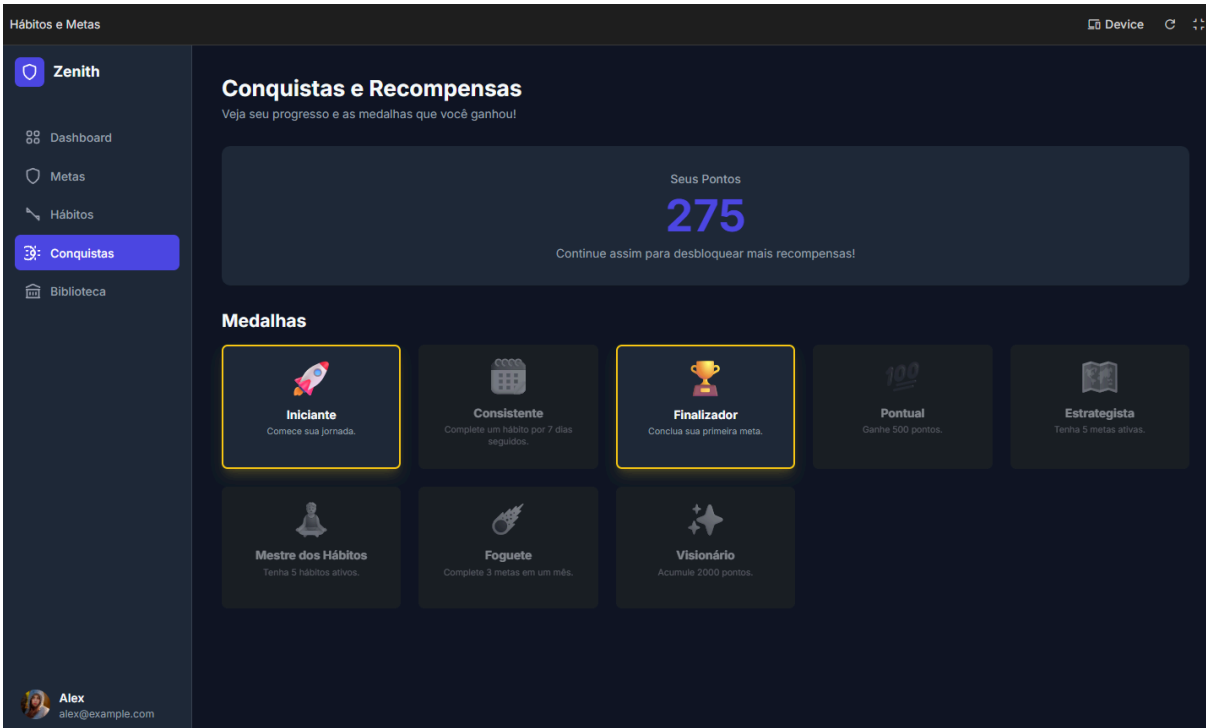 Hábitos e Metas
Device
Zenith
Dashboard
Metas
Hábitos
Conquistas
Biblioteca
Alex
alex@example.com
Conquistas e Recompensas
Veja seu progresso e as medalhas que você ganhou!
Seus Pontos
275
Continue assim para desbloquear mais recompensas!
Medalhas
Iniciante
Comece sua jornada.
Consistente
Complete um hábito por 7 dias
seguidos.
Finalizador
Conclua sua primeira meta.
100
Pontual
Ganhe 500 pontos.
Estrategista
Tenha 5 metas ativas.
Mestre dos Hábitos
Tenha 5 hábitos ativos.
Foguete
Complete 3 metas em um mês.
Visionário
Acumule 2000 pontos.